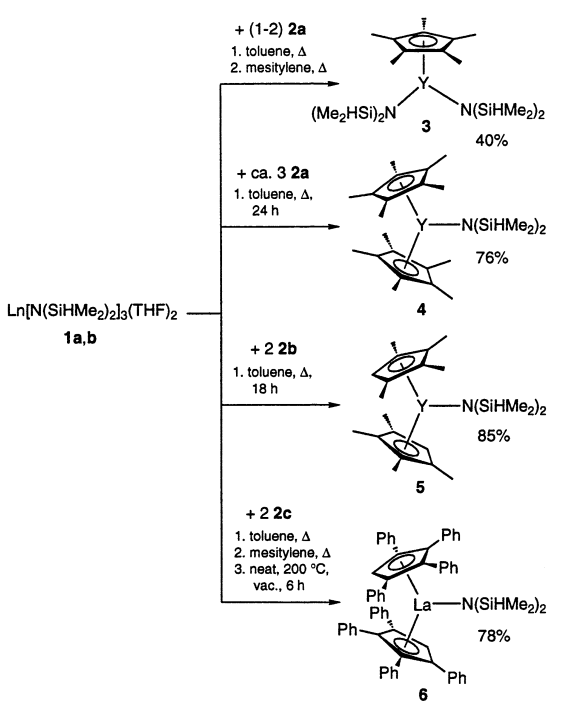 + (1-2) 2a
1. toluene, Δ
2. mesitylene, Δ
Y
(Me₂HSi)₂N
N(SiHMe₂)₂
3
40%
+ ca. 3 2a
1. toluene, Δ,
24 h
Y
N(SiHMe₂)₂
76%
4
Ln[N(SiHMe₂)₂]₃(THF)₂
1a,b
+ 2 2b
1. toluene, Δ,
18 h
Y
N(SiHMe₂)₂
85%
5
+ 2 2c
1. toluene, Δ
2. mesitylene, Δ
3. neat, 200 °C,
vac., 6 h
Ph
Ph
Ph
Ph
La
N(SiHMe₂)₂
78%
Ph
Ph
Ph
Ph
6